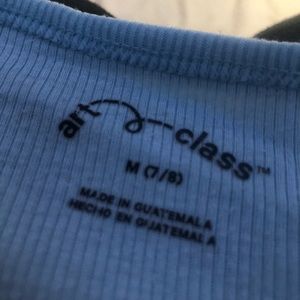 art class™
M (7/8)
MADE IN GUATEMALA
HECHO EN GUATEMALA